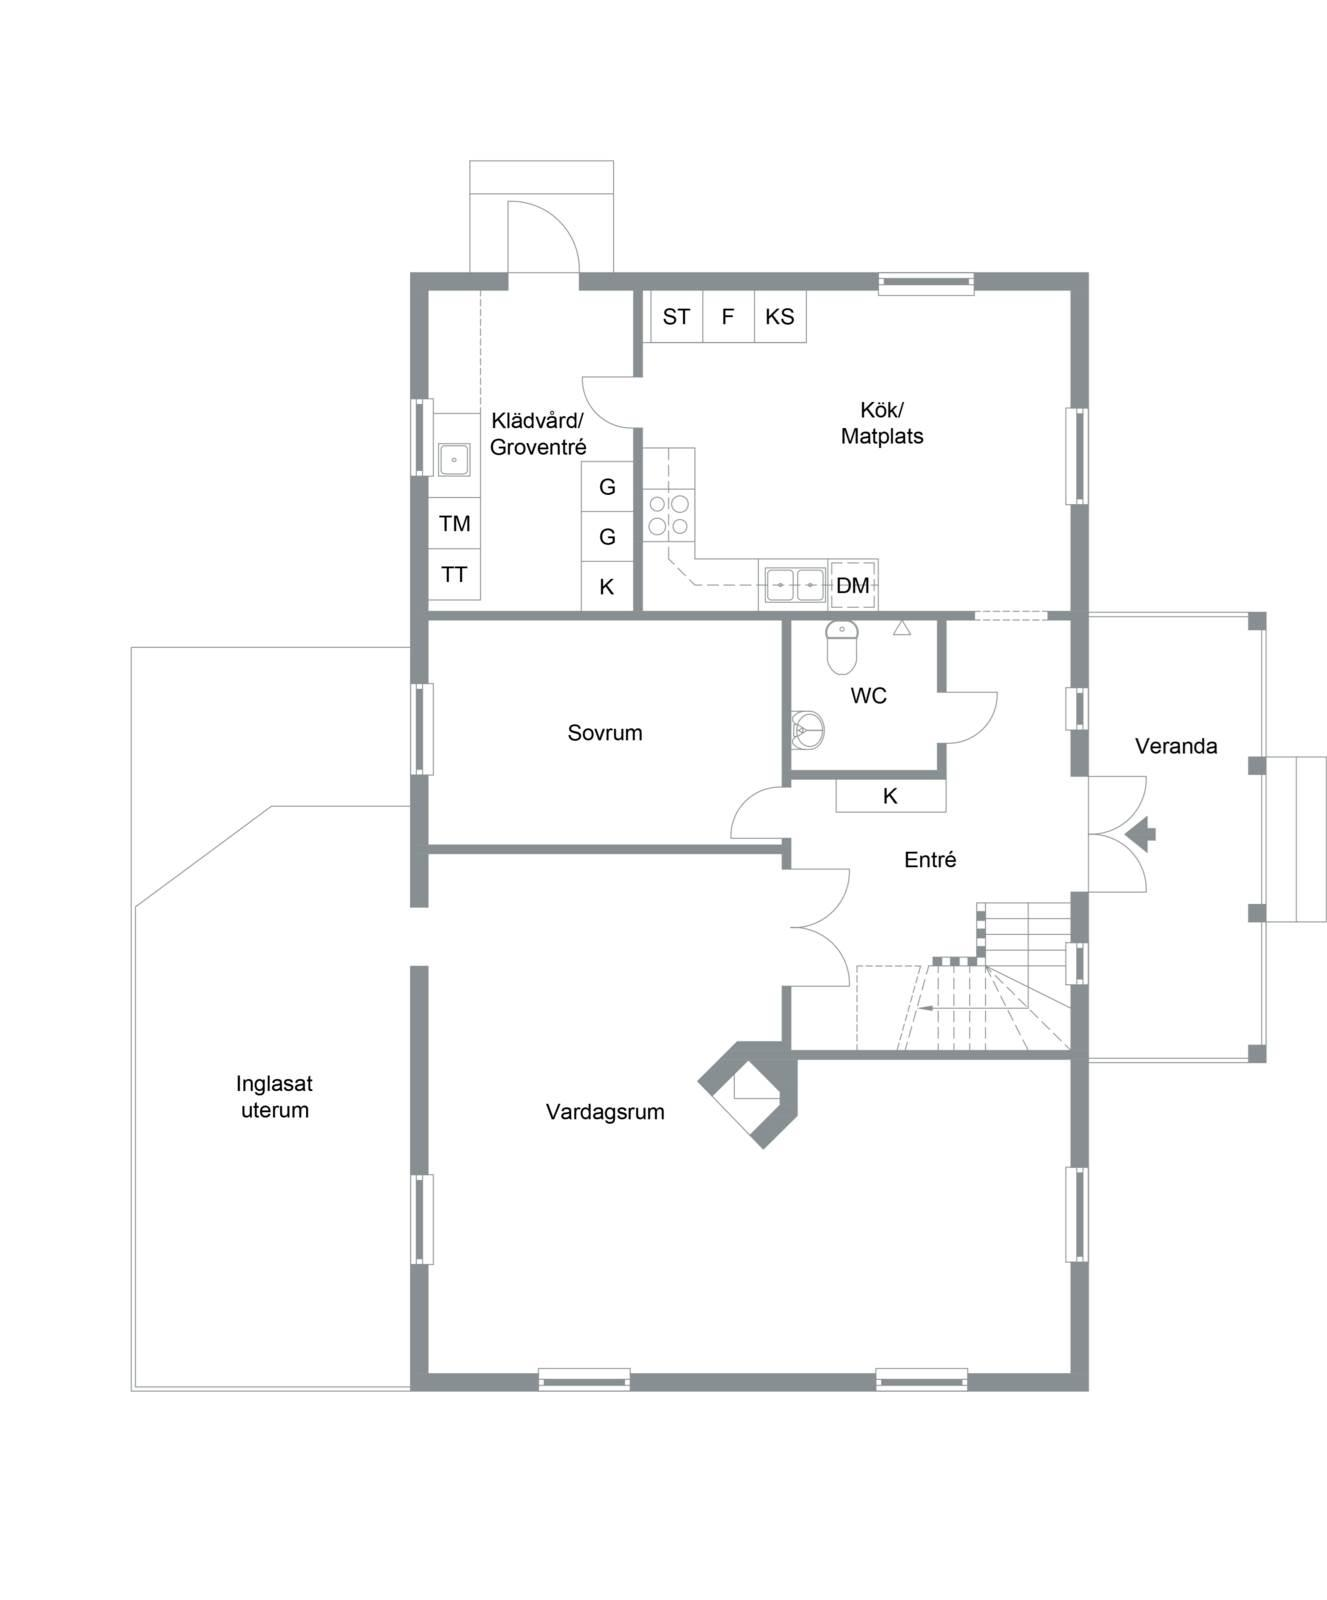 ST
F
KS
Kök/
Matplats
Klädvård/
Groventré
G
TM
G
TT
K
DM
WC
Sovrum
Veranda
K
Entré
Inglasat
uterum
Vardagsrum